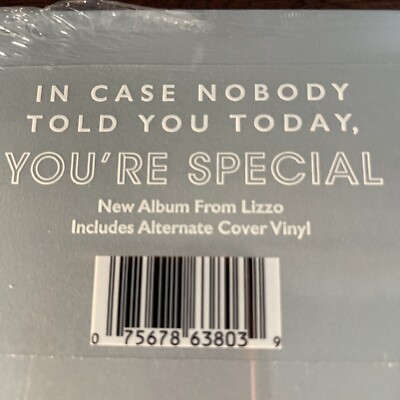 IN CASE NOBODY
TOLD YOU TODAY,
YOU'RE SPECIAL
New Album From Lizzo
Includes Alternate Cover Vinyl
0 75678 63803 9